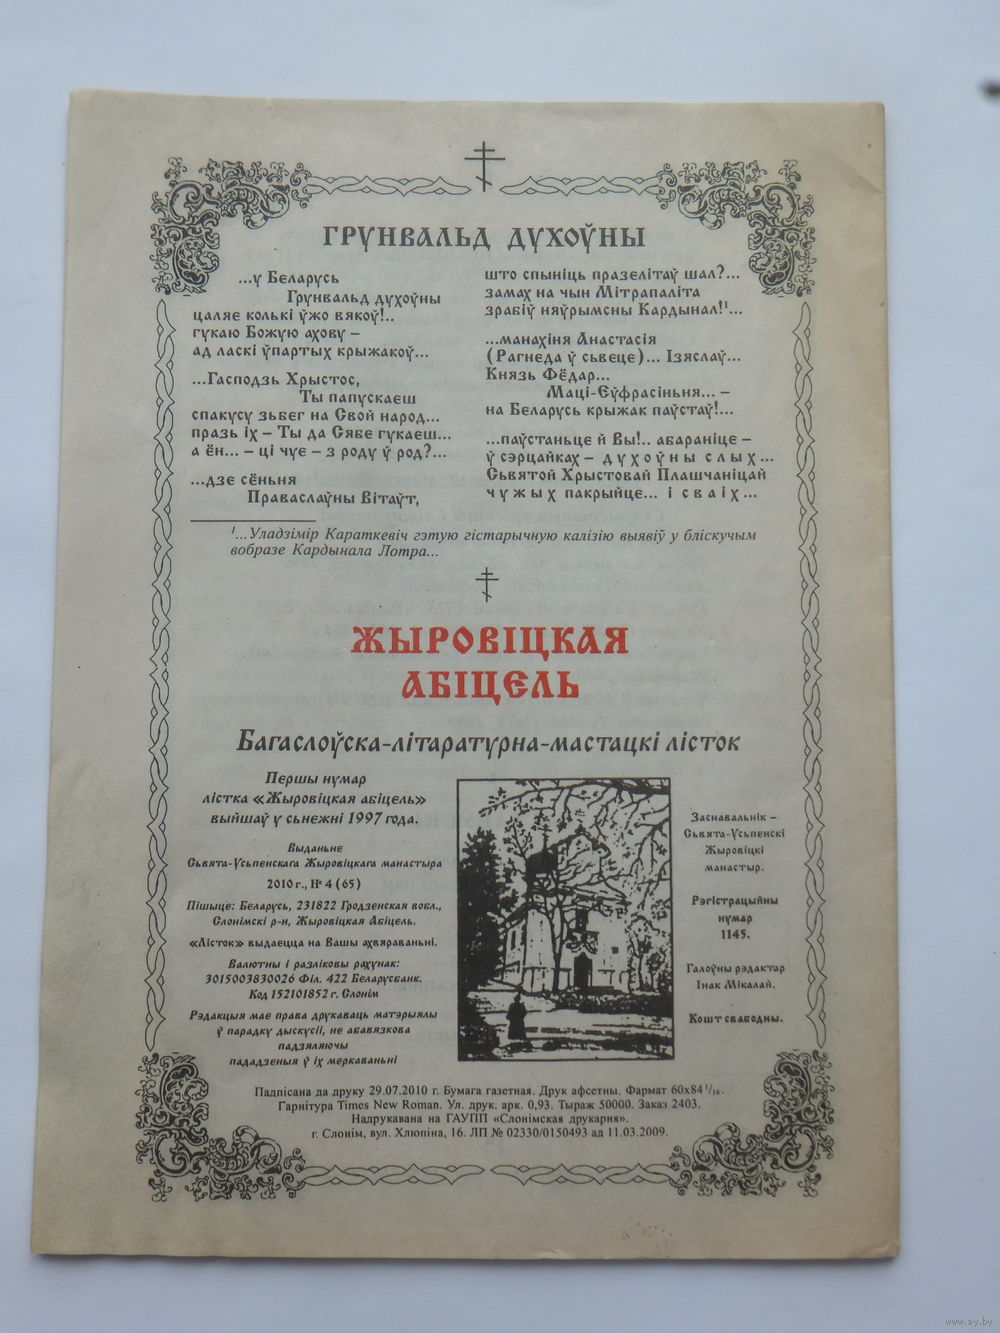 ГРУНВАЛЬД ДУХОЎНЫ
...у Беларусь
Грунвальд духоўны
цаляе колькі ўжо вякоў!..
гукаю Божую ахову –
ад ласкі ўпартых крыжакоў...
...Гасподзь Хрыстос,
Ты папускаеш
спакусу зьбег на Свой народ...
празь іх – Ты да Сябе гукаеш...
а ён... – ці чуе – з роду ў род?...
...дзе сёньня
Праваслаўны Вітаўт,
што спыніць празелітаў шал?...
замах на чын Мітрапаліта
зрабіў няўрымсны Кардынал!¹...
...манахіня Анастасія
(Рагнеда ў сьвеце)... Ізяслаў...
Князь Фёдар...
Маці-Еўфрасіньня... –
на Беларусь крыжак паўстаў!...
...паўстаньце й Вы!.. абараніце –
ў сэрцайках – духоўны слых...
Сьвятой Хрыстовай Плашчаніцай
чужых пакрыйце... і сваіх...
¹...Уладзімір Караткевіч гэтую гістарычную калізію выявіў у бліскучым
вобразе Кардынала Лотра...
ЖЫРОВІЦКАЯ
АБІЦЕЛЬ
Багаслоўска-літаратурна-мастацкі лісток
Першы нумар
лістка «Жыровіцкая абіцель»
выйшаў у сьнежні 1997 года.
Выданьне
Сьвята-Усьпенскага Жыровіцкага манастыра
2010 г., № 4 (65)
Пішыце: Беларусь, 231822 Гродзенская вобл.,
Слонімскі р-н, Жыровіцкая Абіцель.
«Лісток» выдаецца на Вашы ахвяраваньні.
Валютны і разліковы рахунак:
3015003830026 Філ. 422 Беларусбанк.
Код 152101852 г. Слонім
Рэдакцыя мае права друкаваць матэрыялы
ў парадку дыскусіі, не абавязкова
падзяляючы
пададзеныя ў іх меркаваньні
Заснавальнік –
Сьвята-Усьпенскі
Жыровіцкі
манастыр.
Рэгістрацыйны
нумар
1145.
Галоўны рэдактар
Інак Мікалай.
Кошт свабодны.
Падпісана да друку 29.07.2010 г. Бумага газетная. Друк афсетны. Фармат 60х84 ¹/₁₆.
Гарнітура Times New Roman. Ул. друк. арк. 0,93. Тыраж 50000. Заказ 2403.
Надрукавана на ГАУПП «Слонімская друкарня».
г. Слонім, вул. Хлюпіна, 16. ЛП № 02330/0150493 ад 11.03.2009.
www.ay.by